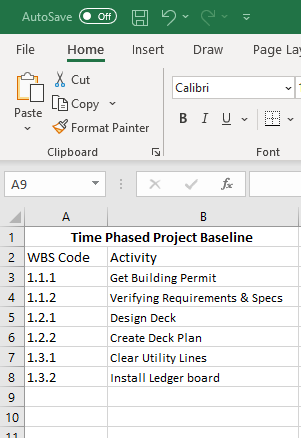 AutoSave Off
File Home Insert Draw Page La
Cut
Copy
Format Painter
Paste
Clipboard
Calibri
B I U
Font
A9 fx
A B
1 Time Phased Project Baseline
2 WBS Code Activity
3 1.1.1 Get Building Permit
4 1.1.2 Verifying Requirements & Specs
5 1.2.1 Design Deck
6 1.2.2 Create Deck Plan
7 1.3.1 Clear Utility Lines
8 1.3.2 Install Ledger board
9
10
11